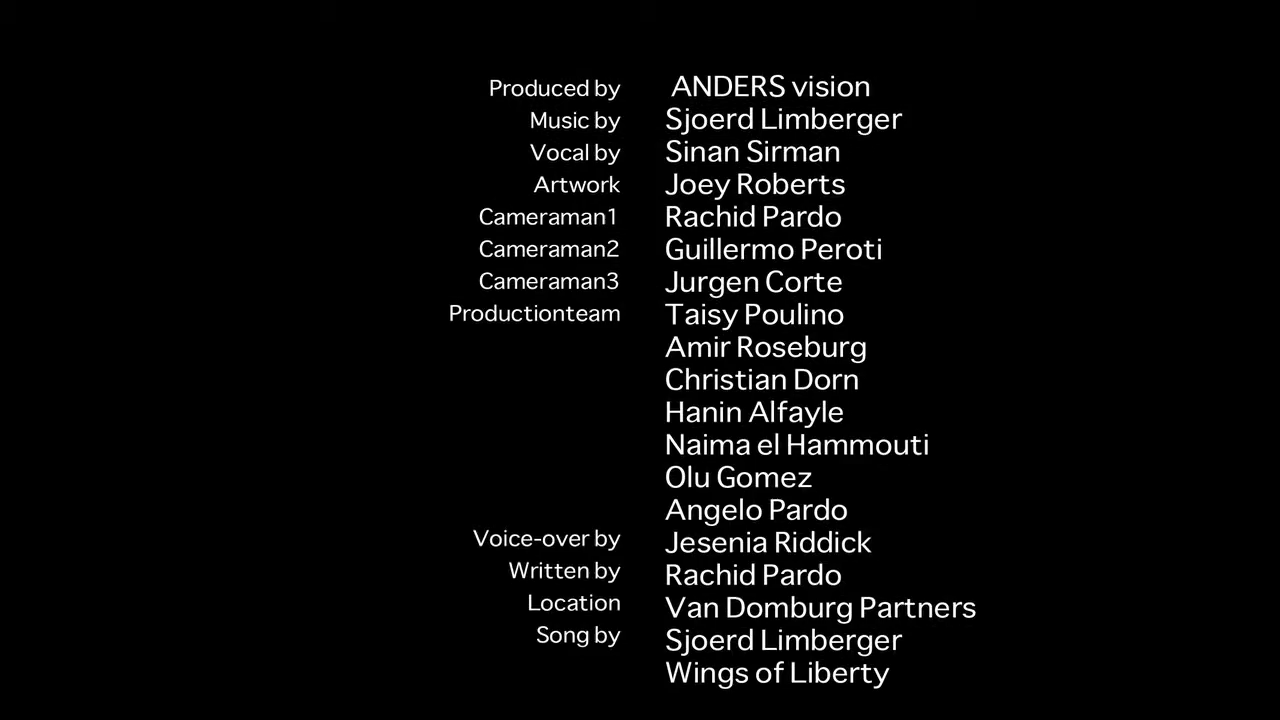 Produced by ANDERS vision
Music by Sjoerd Limberger
Vocal by Sinan Sirman
Artwork Joey Roberts
Cameraman1 Rachid Pardo
Cameraman2 Guillermo Peroti
Cameraman3 Jurgen Corte
Productionteam Taisy Poulino
Amir Roseburg
Christian Dorn
Hanin Alfayle
Naima el Hammouti
Olu Gomez
Angelo Pardo
Voice-over by Jesenia Riddick
Written by Rachid Pardo
Location Van Domburg Partners
Song by Sjoerd Limberger
Wings of Liberty